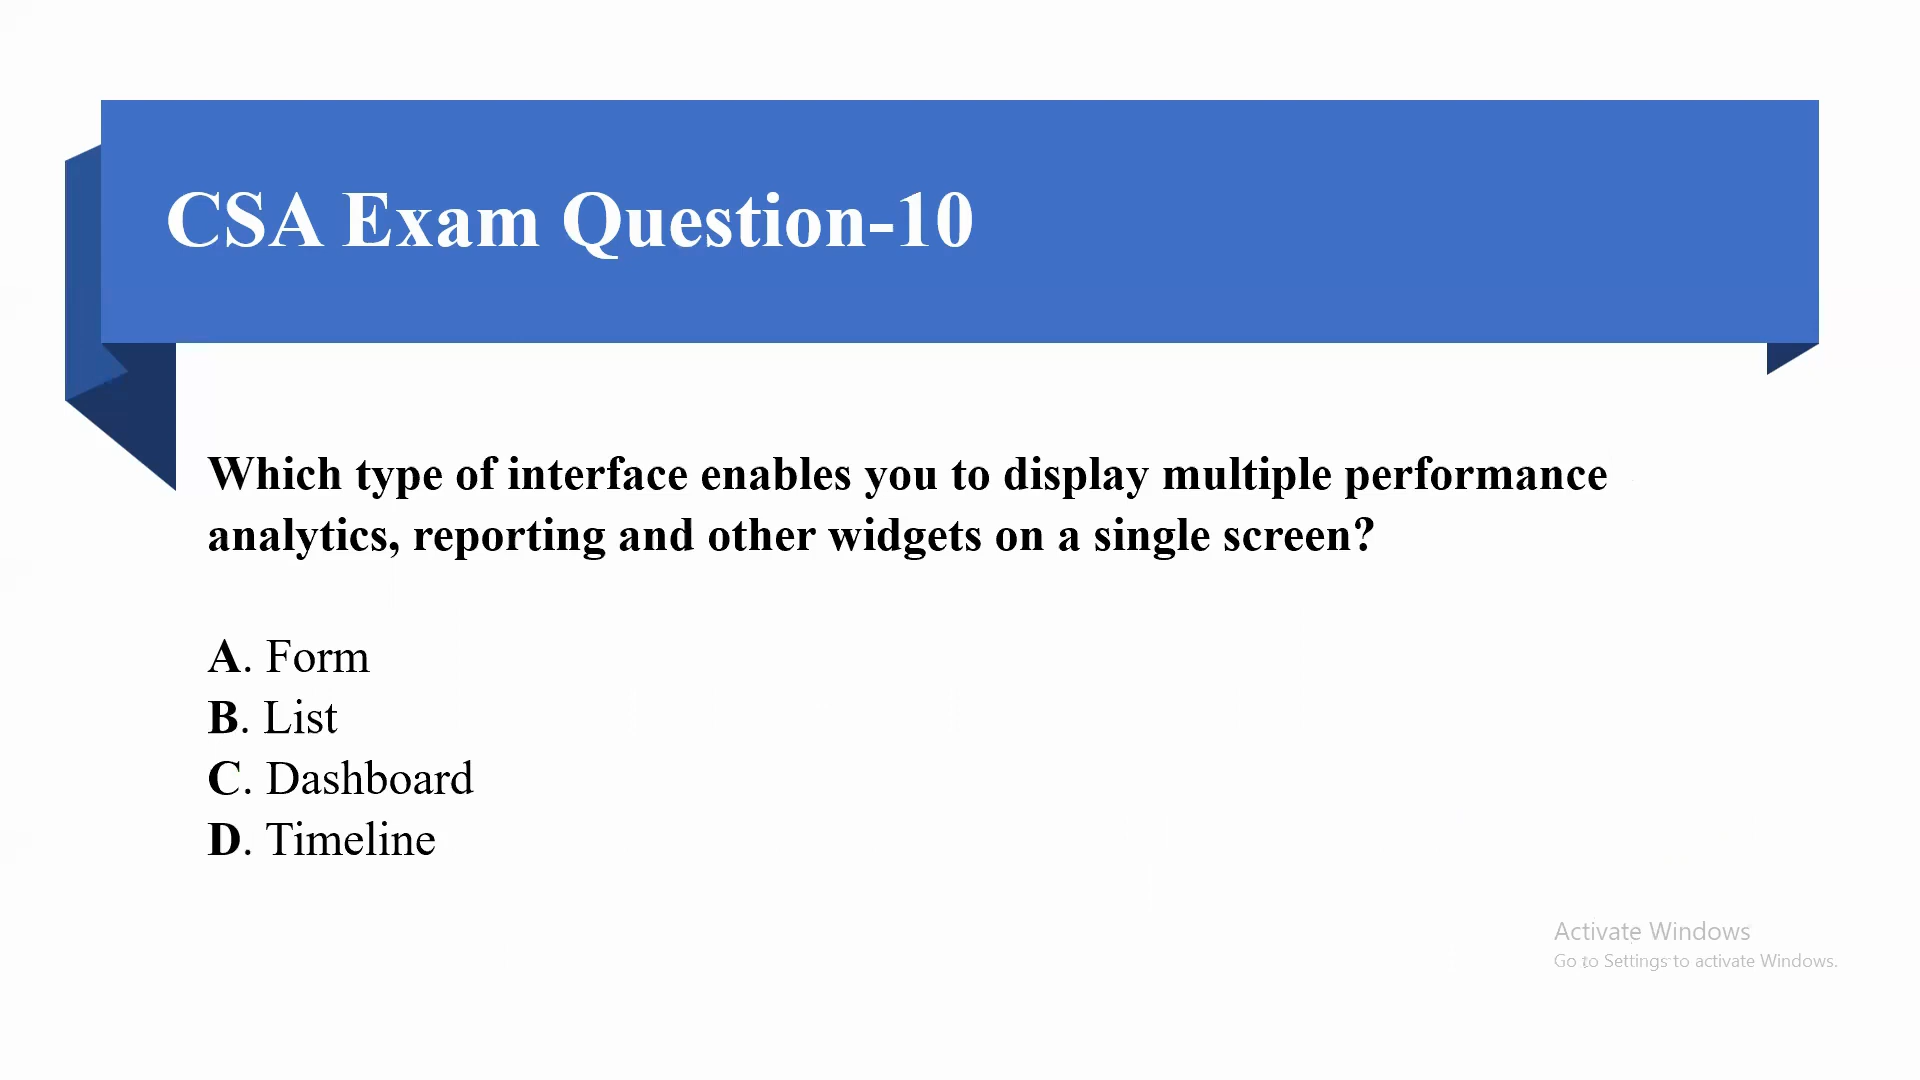 CSA Exam Question-10
Which type of interface enables you to display multiple performance
analytics, reporting and other widgets on a single screen?
A. Form
B. List
C. Dashboard
D. Timeline
Activate Windows
Go to Settings to activate Windows.